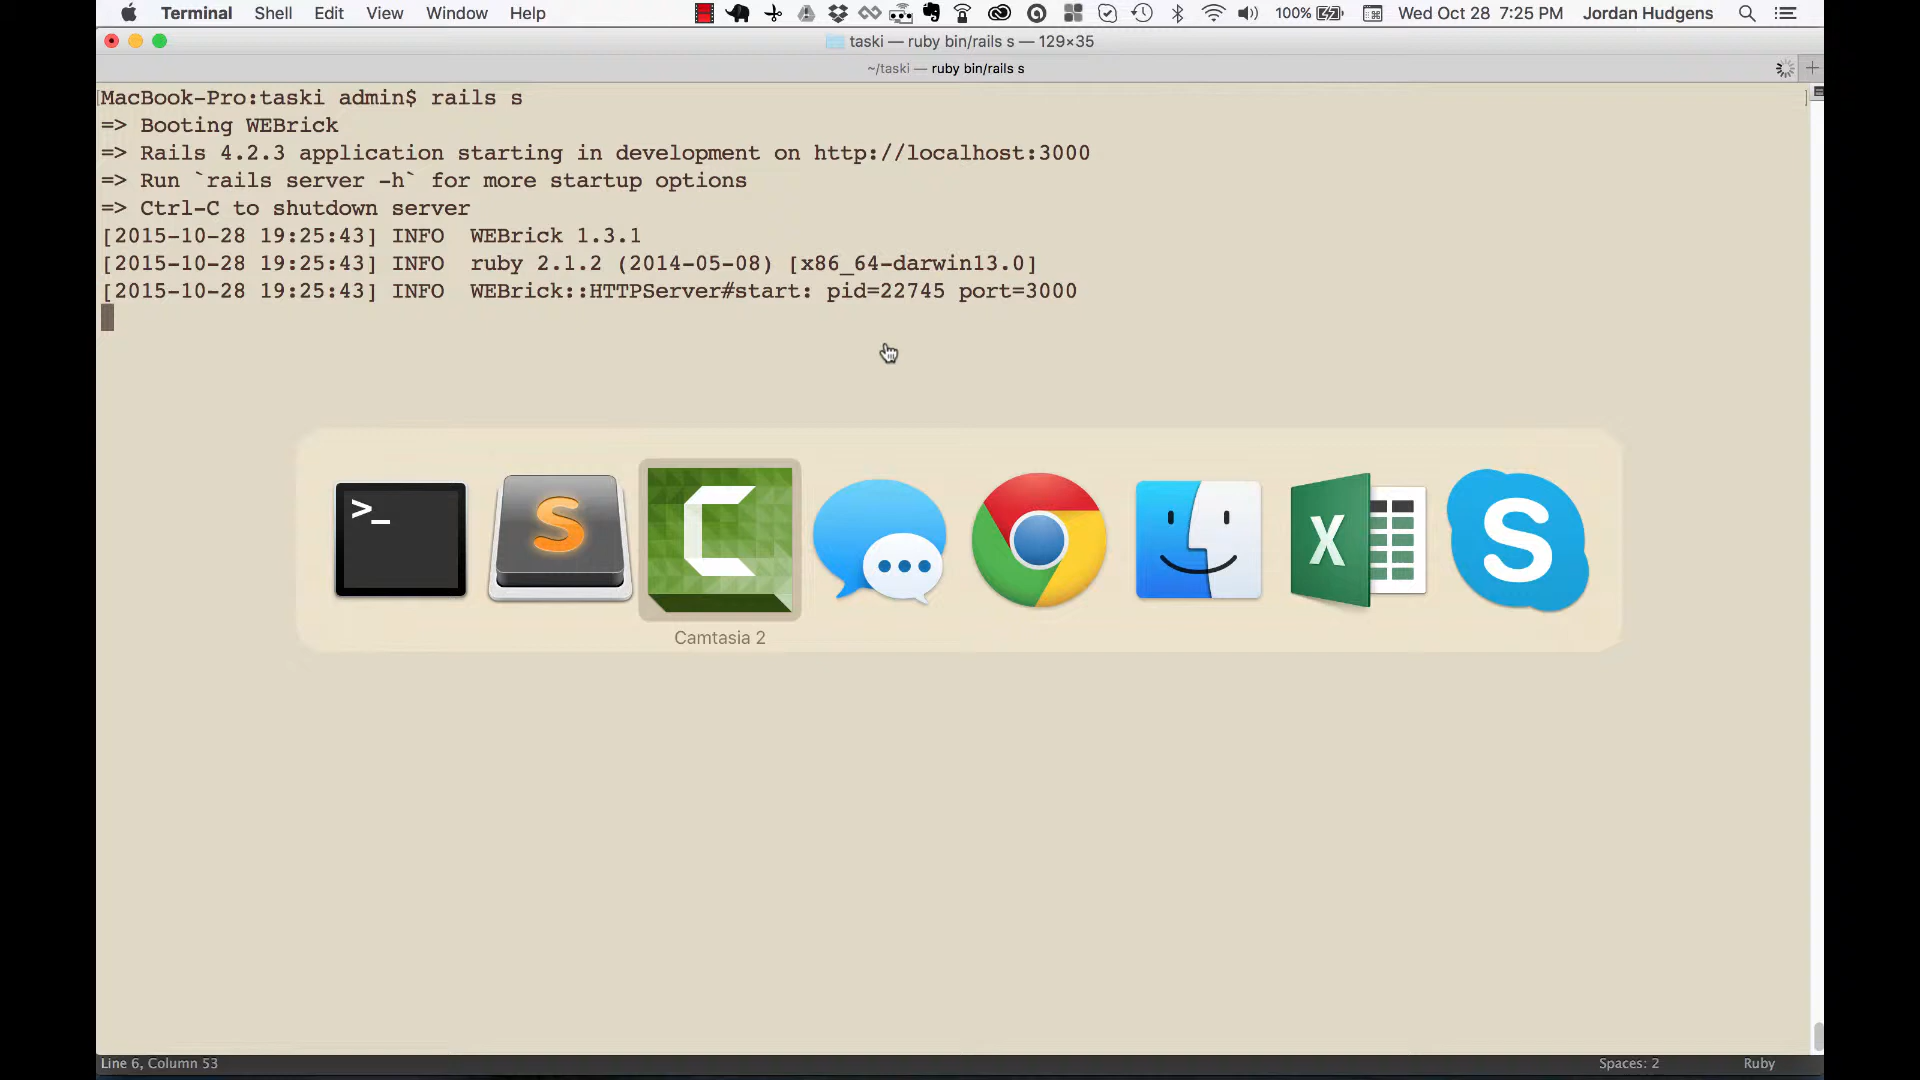 Terminal Shell Edit View Window Help 100% Wed Oct 28 7:25 PM Jordan Hudgens
taski — ruby bin/rails s — 129×35
~/taski — ruby bin/rails s
MacBook-Pro:taski admin$ rails s
=> Booting WEBrick
=> Rails 4.2.3 application starting in development on http://localhost:3000
=> Run `rails server -h` for more startup options
=> Ctrl-C to shutdown server
[2015-10-28 19:25:43] INFO  WEBrick 1.3.1
[2015-10-28 19:25:43] INFO  ruby 2.1.2 (2014-05-08) [x86_64-darwin13.0]
[2015-10-28 19:25:43] INFO  WEBrick::HTTPServer#start: pid=22745 port=3000
Camtasia 2
Line 6, Column 53 Spaces: 2 Ruby